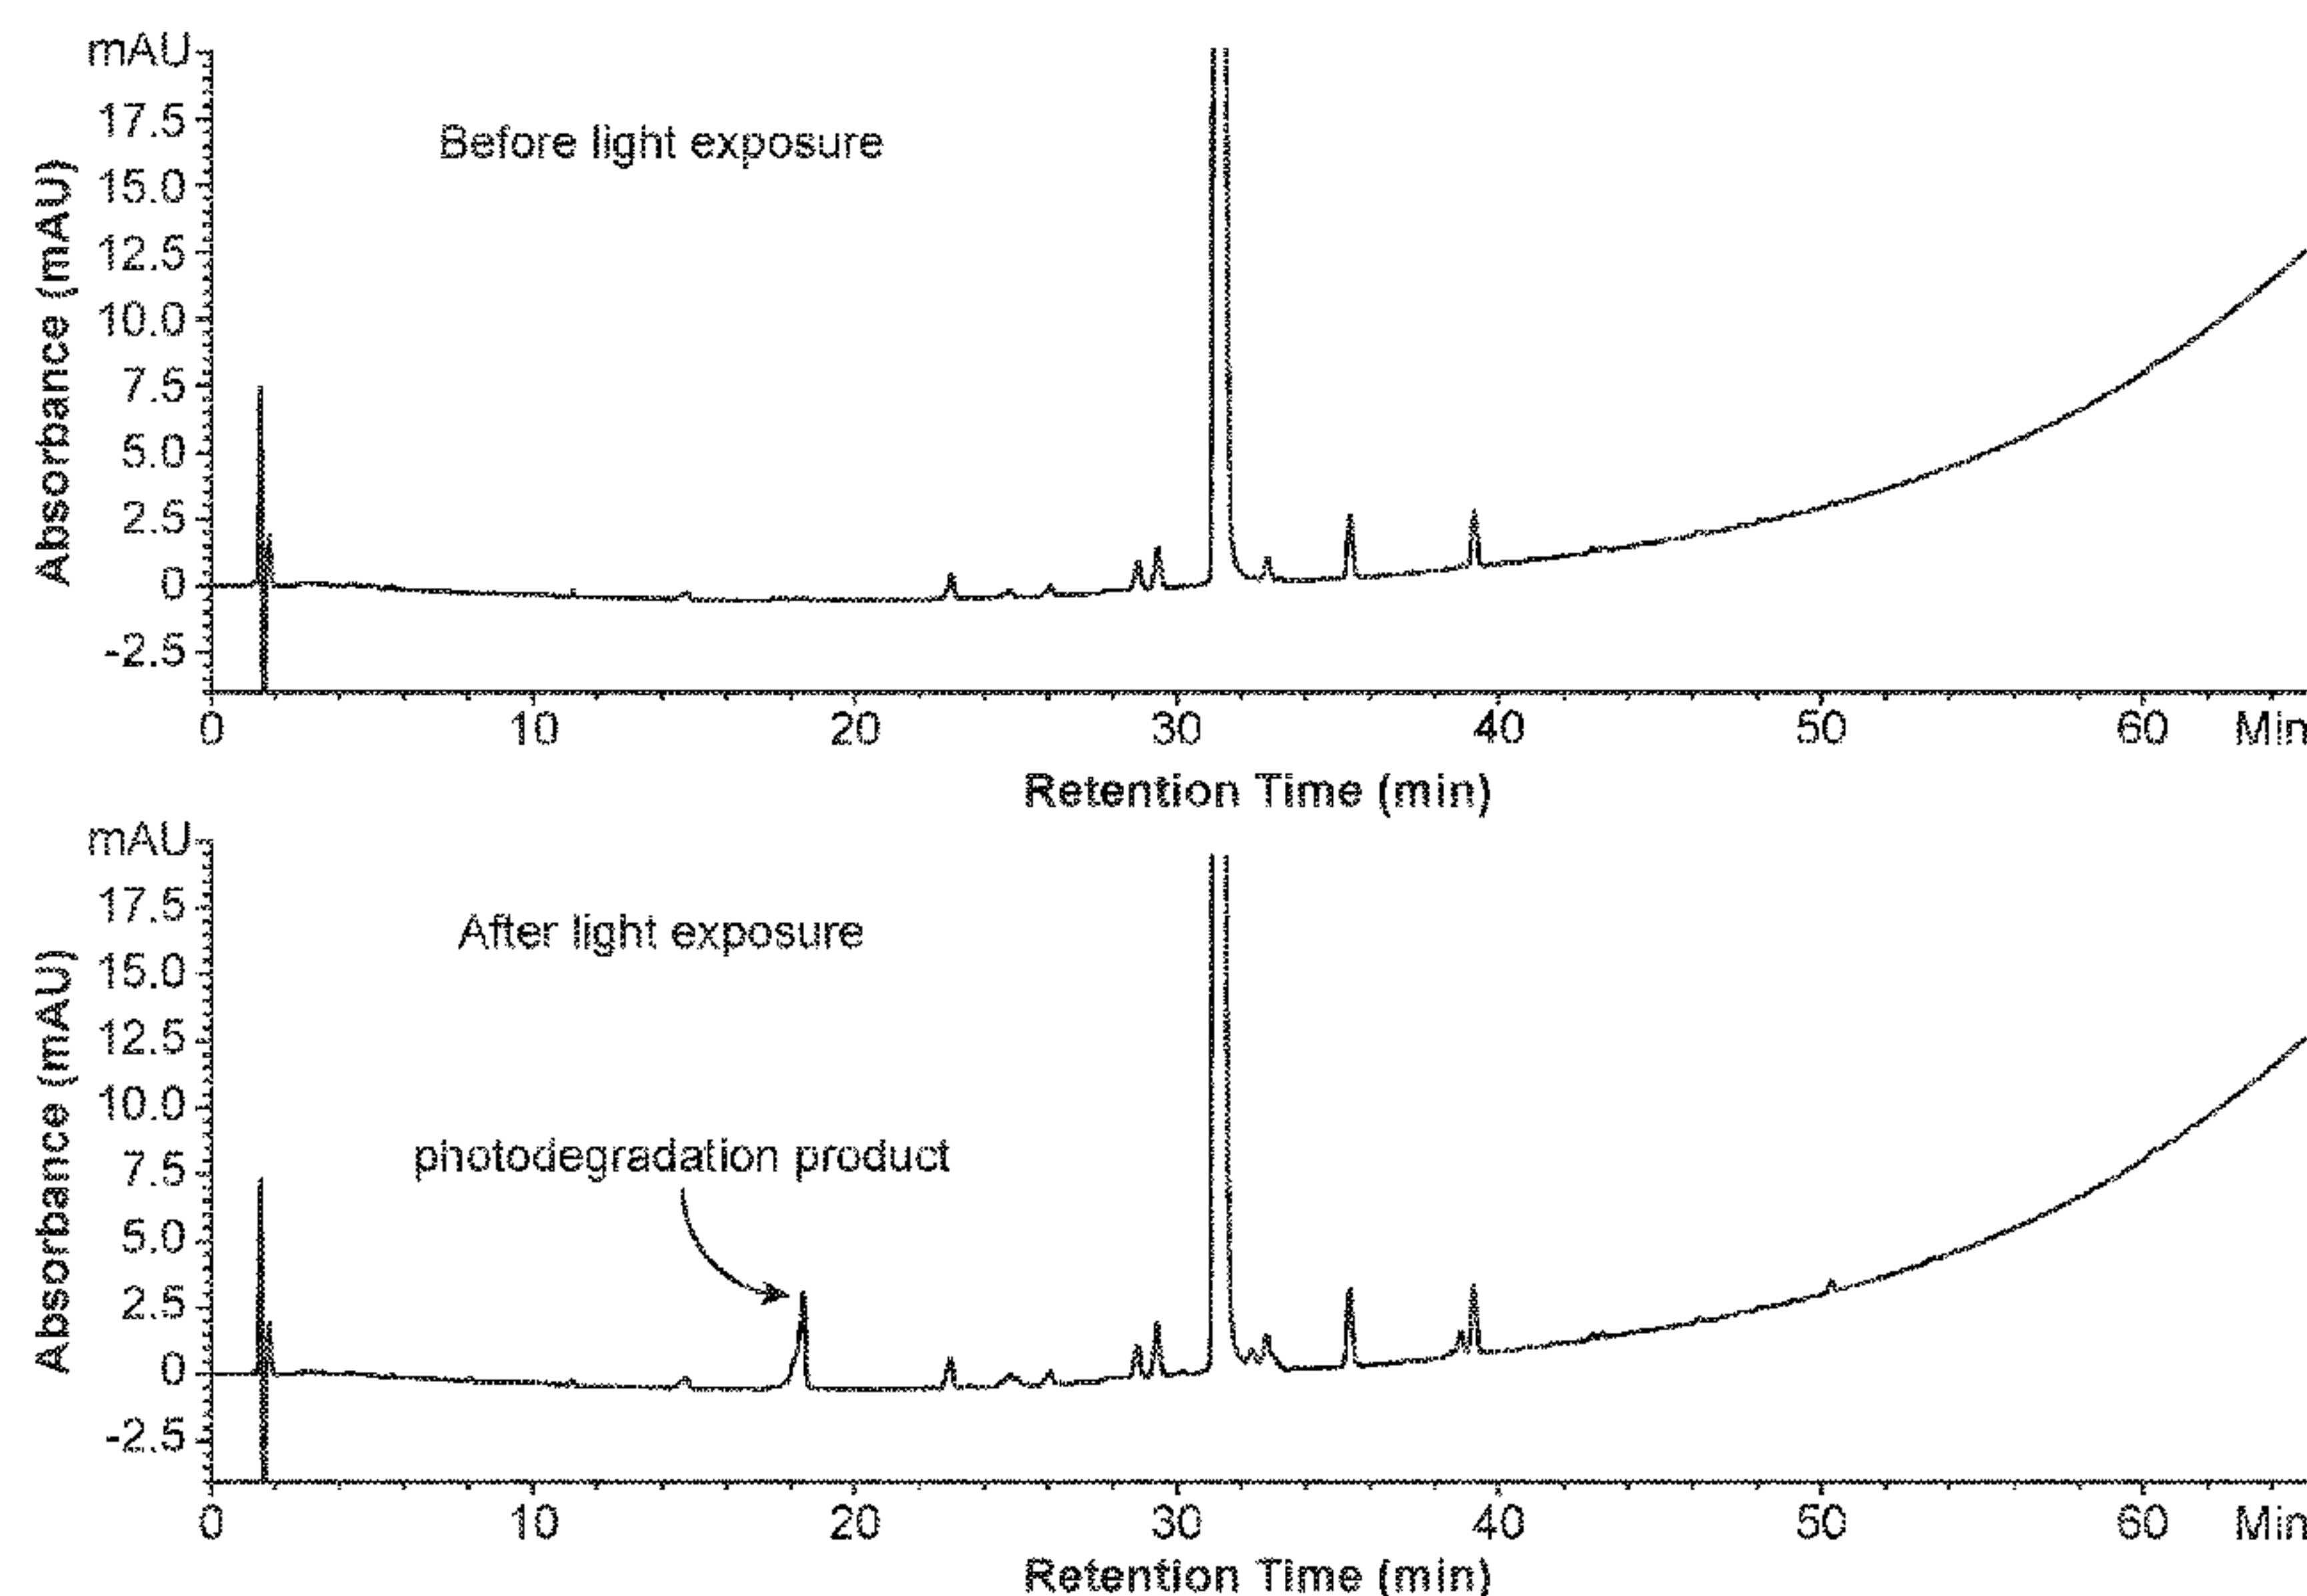 mAU
17.5
15.0
12.5
10.0
7.5
5.0
2.5
0
-2.5
Absorbance (mAU)
Before light exposure
0 10 20 30 40 50 60 Min
Retention Time (min)
mAU
17.5
15.0
12.5
10.0
7.5
5.0
2.5
0
-2.5
Absorbance (mAU)
After light exposure
photodegradation product
0 10 20 30 40 50 60 Min
Retention Time (min)